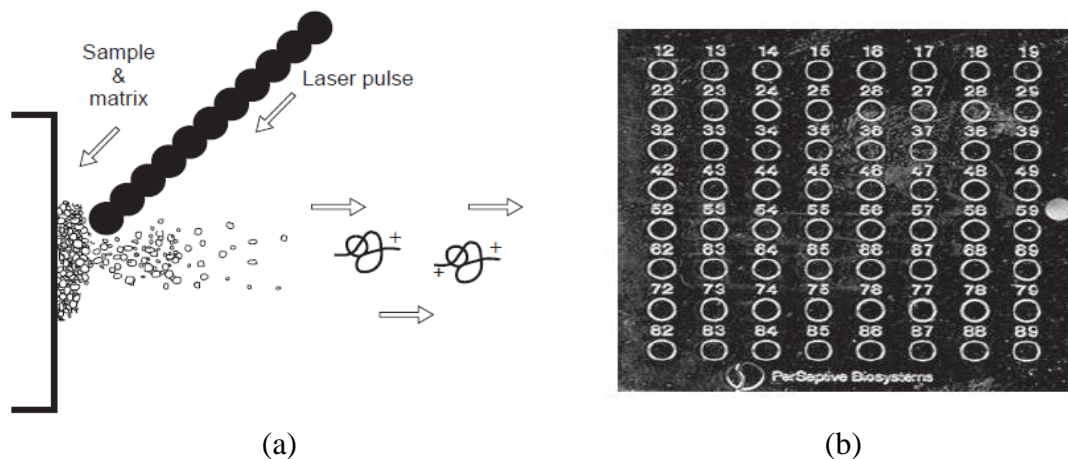 Sample
&
matrix
Laser pulse
+
+
+
(a)
12 13 14 15 16 17 18 19
22 23 24 25 26 27 28 29
32 33 34 35 36 37 38 39
42 43 44 45 46 47 48 49
52 53 54 55 56 57 58 59
62 63 64 65 66 67 68 69
72 73 74 75 76 77 78 79
82 83 84 85 86 87 88 89
PerSeptive Biosystems
(b)